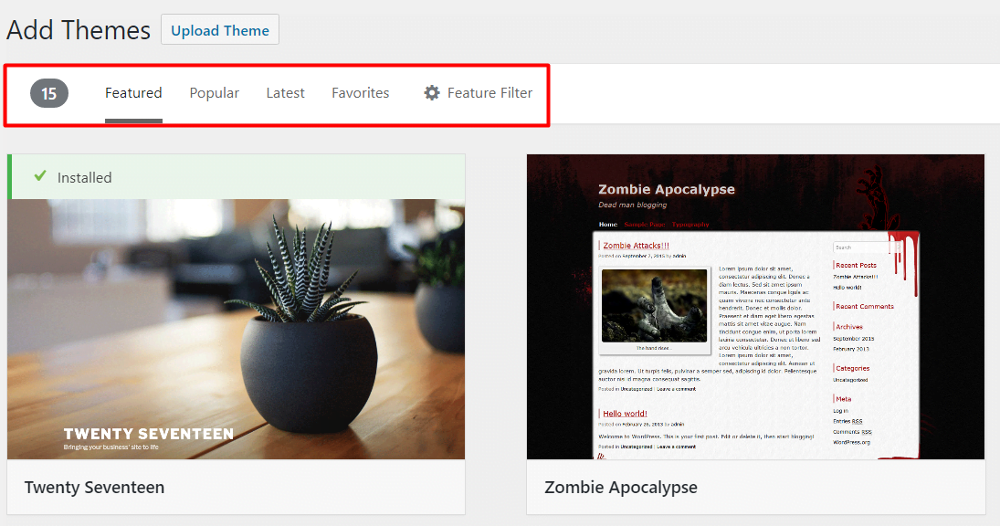 Add Themes Upload Theme
15 Featured Popular Latest Favorites Feature Filter
Installed
TWENTY SEVENTEEN
Bringing your business' site to life
Twenty Seventeen
Zombie Apocalypse
Dead man blogging
Home Sample Page Typography
Zombie Attacks!!!
Posted on September 7, 2015 by admin
The hand rises
Lorem ipsum dolor sit amet,
consectetur adipiscing elit. Donec a
diam lectus. Sed sit amet ipsum
mauris. Maecenas congue ligula ac
quam viverra nec consectetur ante
hendrerit. Donec et mollis dolor.
Praesent et diam eget libero egestas
mattis sit amet vitae augue. Nam
tincidunt congue enim, ut porta lorem
lacinia consectetur. Donec ut libero sed
arcu vehicula ultricies a non tortor.
Lorem ipsum dolor sit amet,
consectetur adipiscing elit. Aenean ut
gravida lorem. Ut turpis felis, pulvinar a semper sed, adipiscing id dolor. Pellentesque
auctor nisi id magna consequat sagittis.
Posted in Uncategorized | Leave a comment
Hello world!
Posted on February 26, 2013 by admin
Welcome to WordPress. This is your first post. Edit or delete it, then start blogging!
Posted in Uncategorized | Leave a comment
Search
Recent Posts
Zombie Attacks!!!
Hello world!
Recent Comments
Archives
September 2015
February 2013
Categories
Uncategorized
Meta
Log in
Entries RSS
Comments RSS
WordPress.org
Zombie Apocalypse